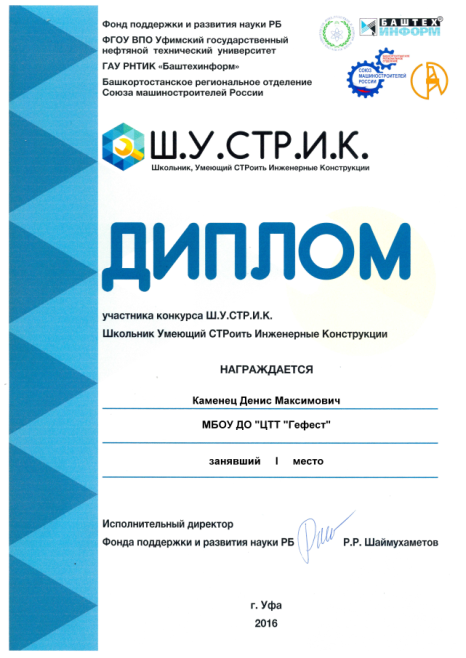 Фонд поддержки и развития науки РБ
ФГОУ ВПО Уфимский государственный
нефтяной технический университет
ГАУ РНТИК «Баштехинформ»
Башкортостанское региональное отделение
Союза машиностроителей России
БАШТЕХ
ИНФОРМ
СОЮЗ
МАШИНОСТРОИТЕЛЕЙ
РОССИИ
Ш.У.СТР.И.К.
Школьник, Умеющий СТРоить Инженерные Конструкции
ДИПЛОМ
участника конкурса Ш.У.СТР.И.К.
Школьник Умеющий СТРоить Инженерные Конструкции
НАГРАЖДАЕТСЯ
Каменец Денис Максимович
МБОУ ДО "ЦТТ "Гефест"
занявший I место
Исполнительный директор
Фонда поддержки и развития науки РБ Р.Р. Шаймухаметов
г. Уфа
2016